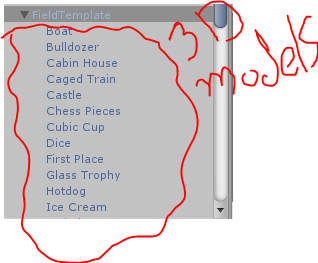 FieldTemplate
Boat
Bulldozer
Cabin House
Caged Train
Castle
Chess Pieces
Cubic Cup
Dice
First Place
Glass Trophy
Hotdog
Ice Cream
models